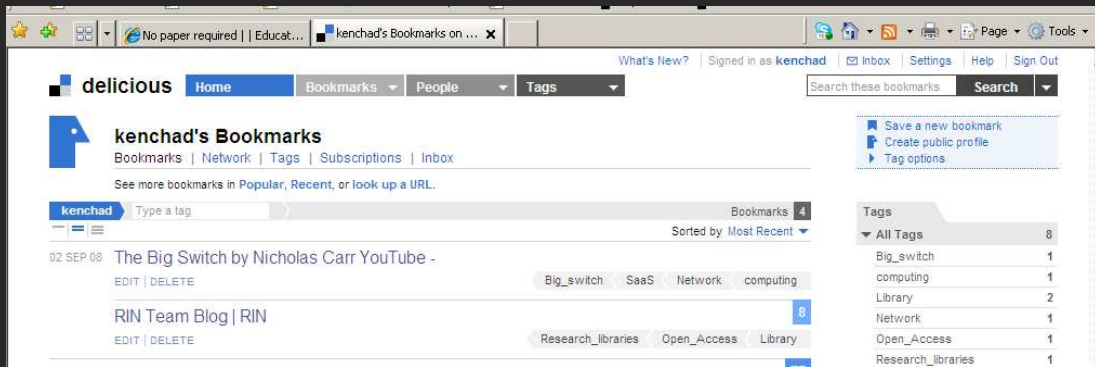 No paper required | | Educat... kenchad's Bookmarks on ... Page Tools
What's New? Signed in as kenchad Inbox Settings Help Sign Out
delicious Home Bookmarks People Tags Search these bookmarks Search
kenchad's Bookmarks
Bookmarks | Network | Tags | Subscriptions | Inbox
See more bookmarks in Popular, Recent, or look up a URL.
Save a new bookmark
Create public profile
Tag options
kenchad Type a tag Bookmarks 4
Sorted by Most Recent
02 SEP 08 The Big Switch by Nicholas Carr YouTube -
EDIT | DELETE Big_switch SaaS Network computing
RIN Team Blog | RIN 8
EDIT | DELETE Research_libraries Open_Access Library
Tags
All Tags 8
Big_switch 1
computing 1
Library 2
Network 1
Open_Access 1
Research_libraries 1